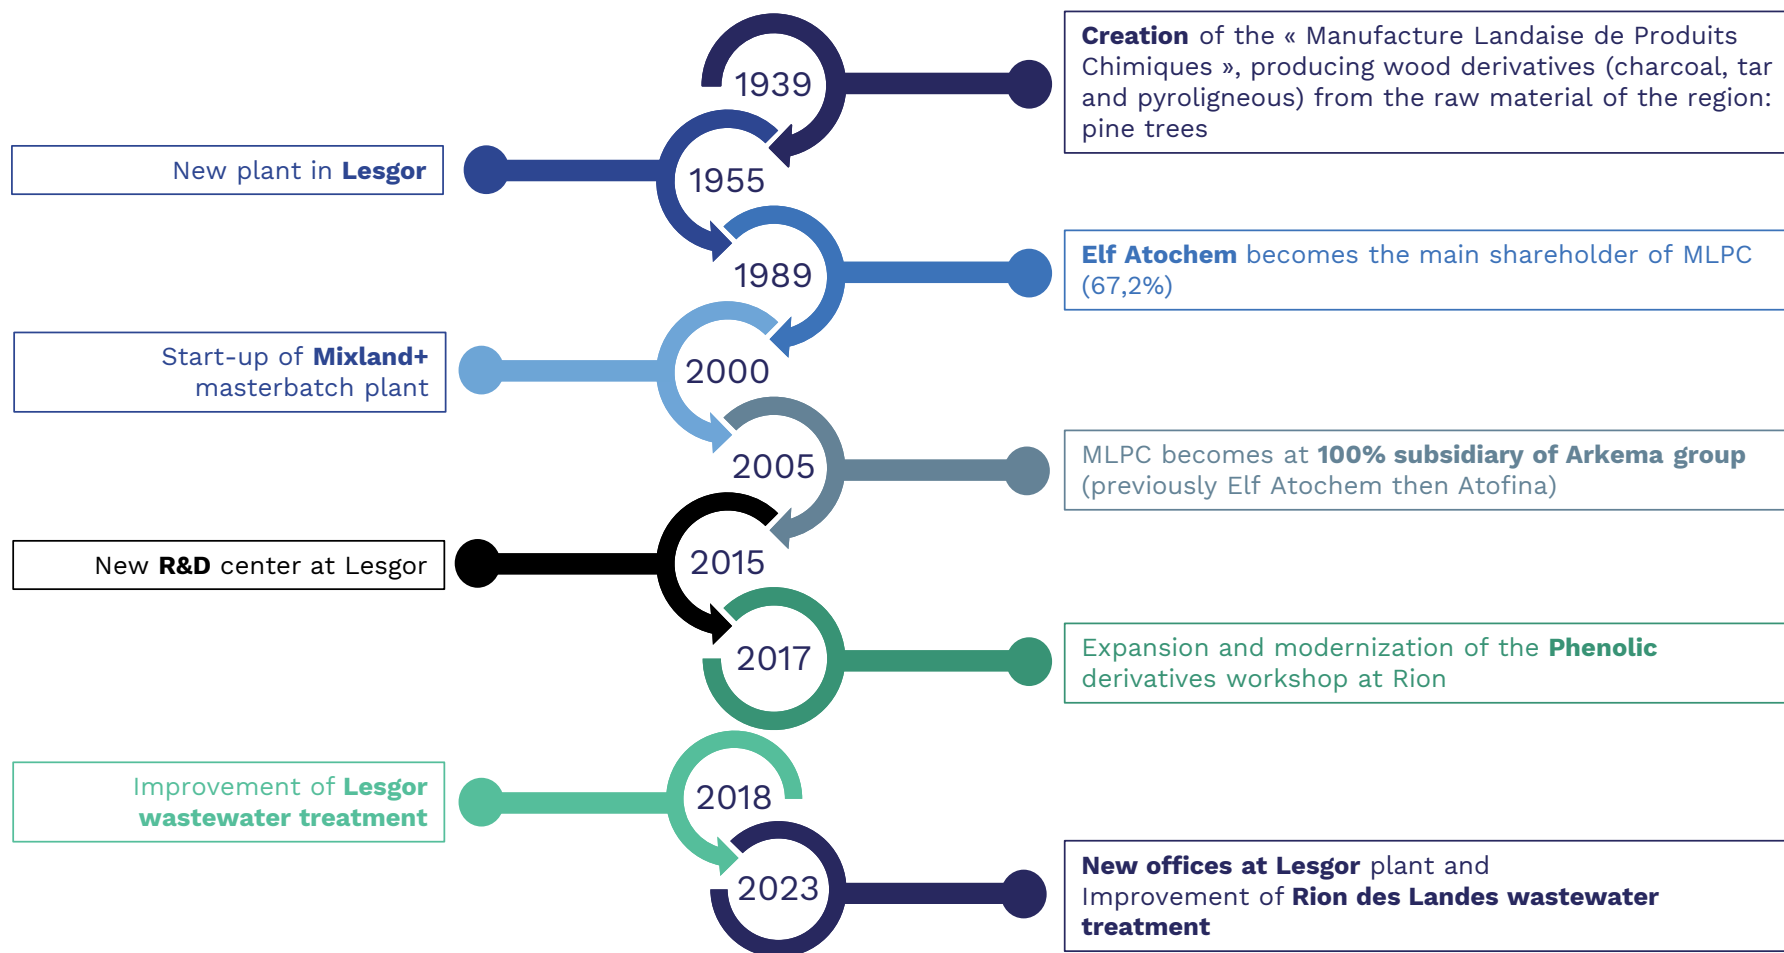 1939
Creation of the « Manufacture Landaise de Produits
Chimiques », producing wood derivatives (charcoal, tar
and pyroligneous) from the raw material of the region:
pine trees
New plant in Lesgor
1955
1989
Elf Atochem becomes the main shareholder of MLPC
(67,2%)
Start-up of Mixland+
masterbatch plant
2000
2005
MLPC becomes at 100% subsidiary of Arkema group
(previously Elf Atochem then Atofina)
New R&D center at Lesgor
2015
2017
Expansion and modernization of the Phenolic
derivatives workshop at Rion
Improvement of Lesgor
wastewater treatment
2018
2023
New offices at Lesgor plant and
Improvement of Rion des Landes wastewater
treatment